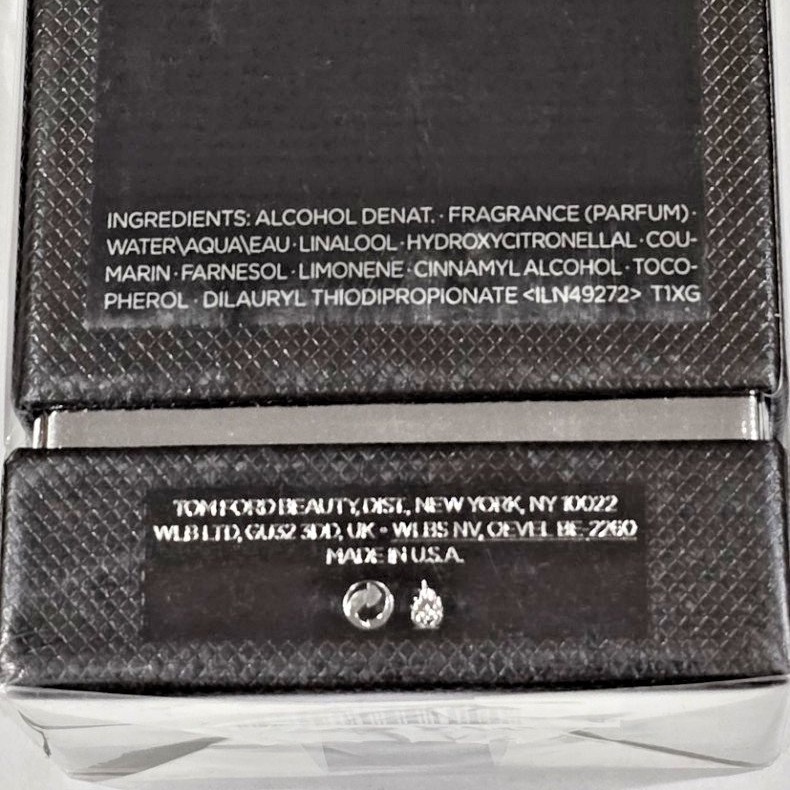 INGREDIENTS: ALCOHOL DENAT. · FRAGRANCE (PARFUM) ·
WATER\AQUA\EAU · LINALOOL · HYDROXYCITRONELLAL · COU-
MARIN · FARNESOL · LIMONENE · CINNAMYL ALCOHOL · TOCO-
PHEROL · DILAURYL THIODIPROPIONATE <ILN49272> T1XG
TOM FORD BEAUTY, DIST., NEW YORK, NY 10022
WLB LTD, GU32 3DD, UK • WLBS NV, OEVEL BE-2260
MADE IN U.S.A.